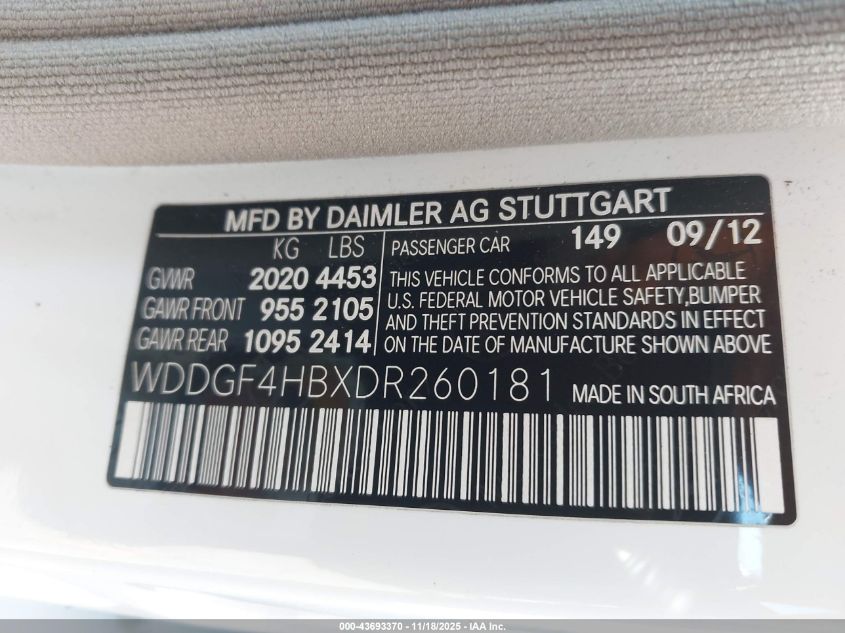 MFD BY DAIMLER AG STUTTGART
KG LBS
GVWR 2020 4453
GAWR FRONT 955 2105
GAWR REAR 1095 2414
PASSENGER CAR 149 09/12
THIS VEHICLE CONFORMS TO ALL APPLICABLE
U.S. FEDERAL MOTOR VEHICLE SAFETY,BUMPER
AND THEFT PREVENTION STANDARDS IN EFFECT
ON THE DATE OF MANUFACTURE SHOWN ABOVE
WDDGF4HBXDR260181 MADE IN SOUTH AFRICA
000-43693370 - 11/18/2025 - IAA Inc.